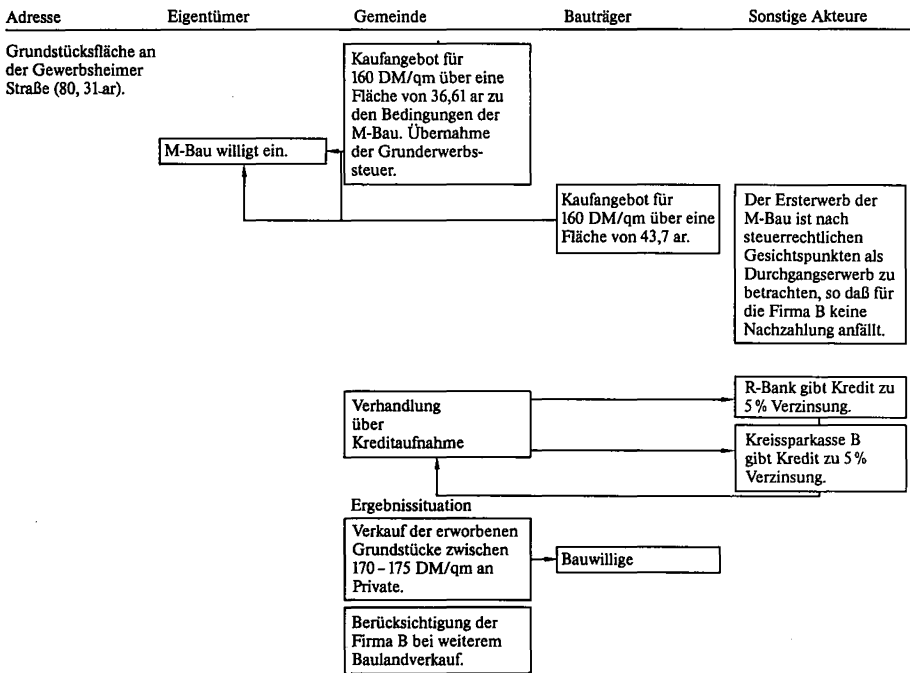 Adresse Eigentümer Gemeinde Bauträger Sonstige Akteure
Grundstücksfläche an
der Gewerbsheimer
Straße (80, 31 ar).
Kaufangebot für
160 DM/qm über eine
Fläche von 36,61 ar zu
den Bedingungen der
M-Bau. Übernahme
der Grunderwerbs-
steuer.
M-Bau willigt ein.
Kaufangebot für
160 DM/qm über eine
Fläche von 43,7 ar.
Der Ersterwerb der
M-Bau ist nach
steuerrechtlichen
Gesichtspunkten als
Durchgangserwerb zu
betrachten, so daß für
die Firma B keine
Nachzahlung anfällt.
Verhandlung
über
Kreditaufnahme
R-Bank gibt Kredit zu
5 % Verzinsung.
Kreissparkasse B
gibt Kredit zu 5 %
Verzinsung.
Ergebnissituation
Verkauf der erworbenen
Grundstücke zwischen
170 – 175 DM/qm an
Private.
Bauwillige
Berücksichtigung der
Firma B bei weiterem
Baulandverkauf.